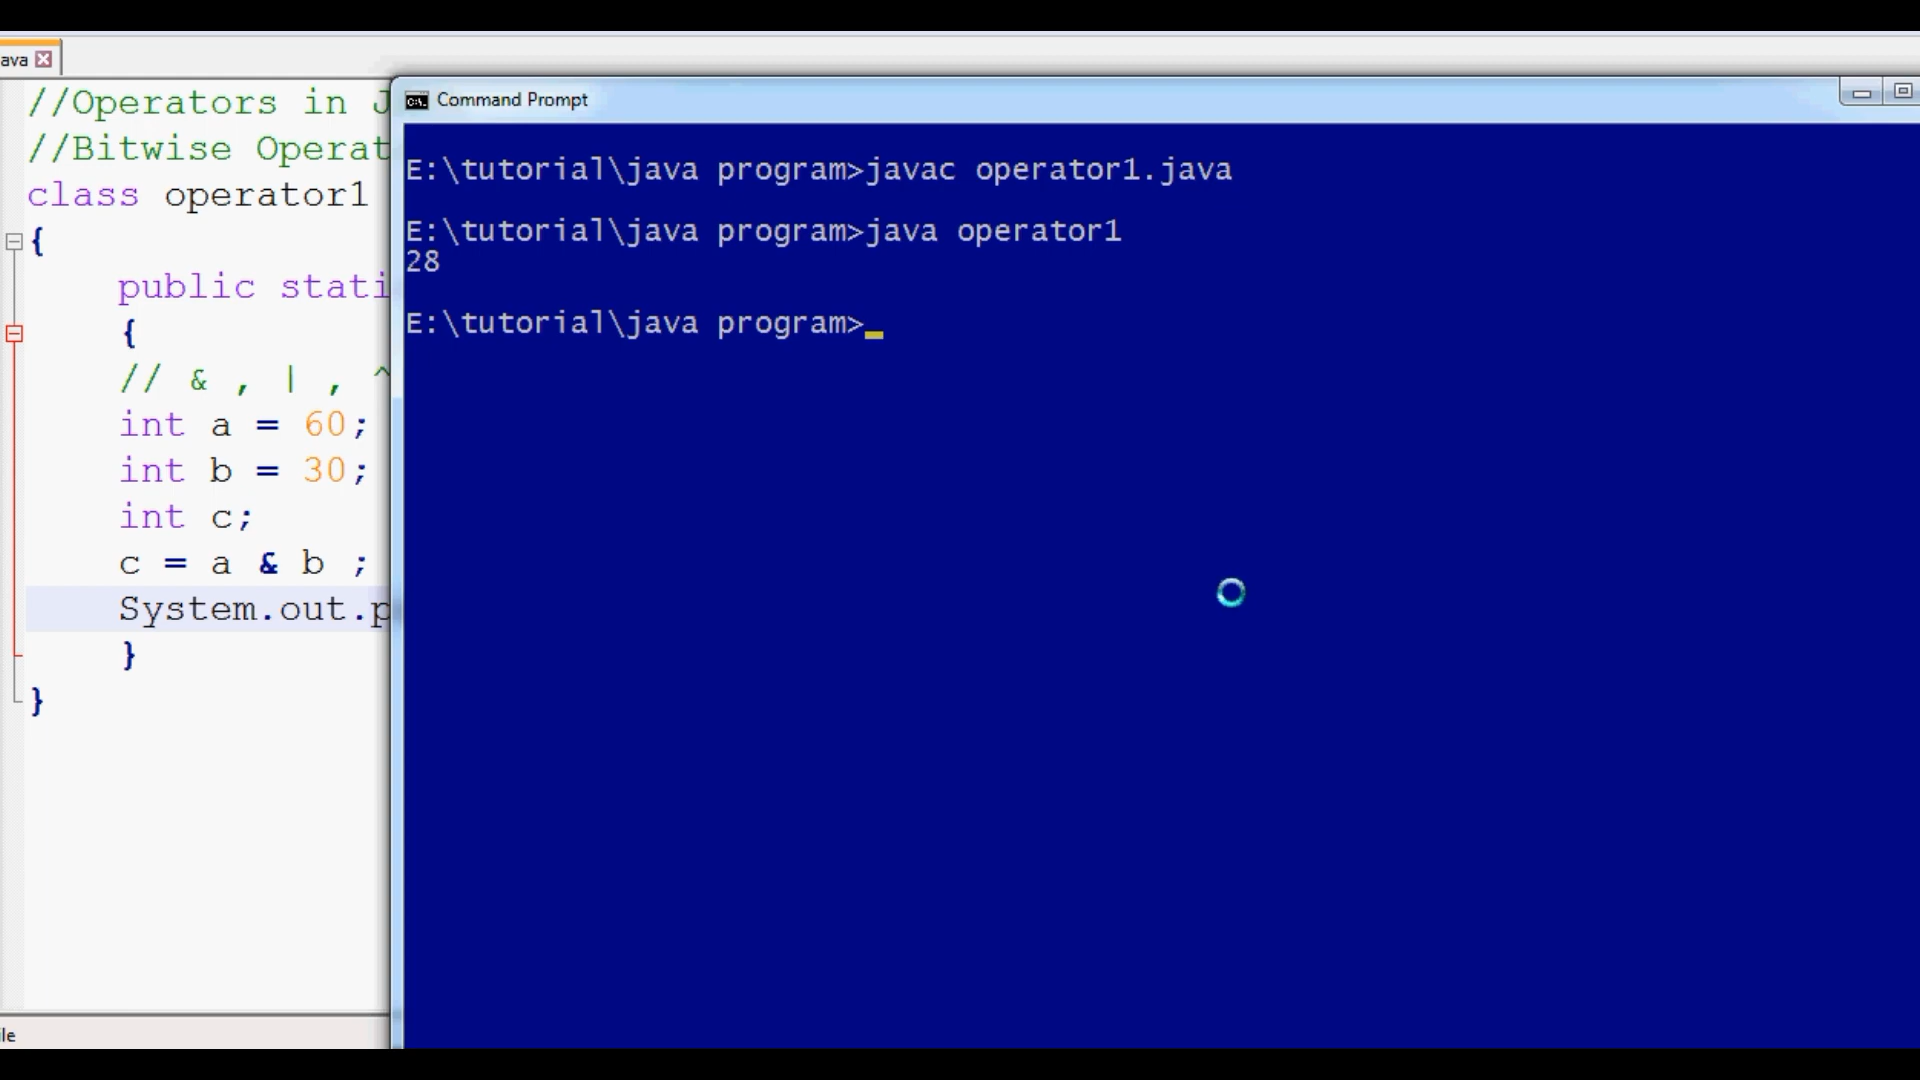 ava
//Operators in J
//Bitwise Operat
class operator1
{
public stati
{
// & , | , ^
int a = 60;
int b = 30;
int c;
c = a & b ;
System.out.p
}
}
ile
Command Prompt
E:\tutorial\java program>javac operator1.java
E:\tutorial\java program>java operator1
28
E:\tutorial\java program>_